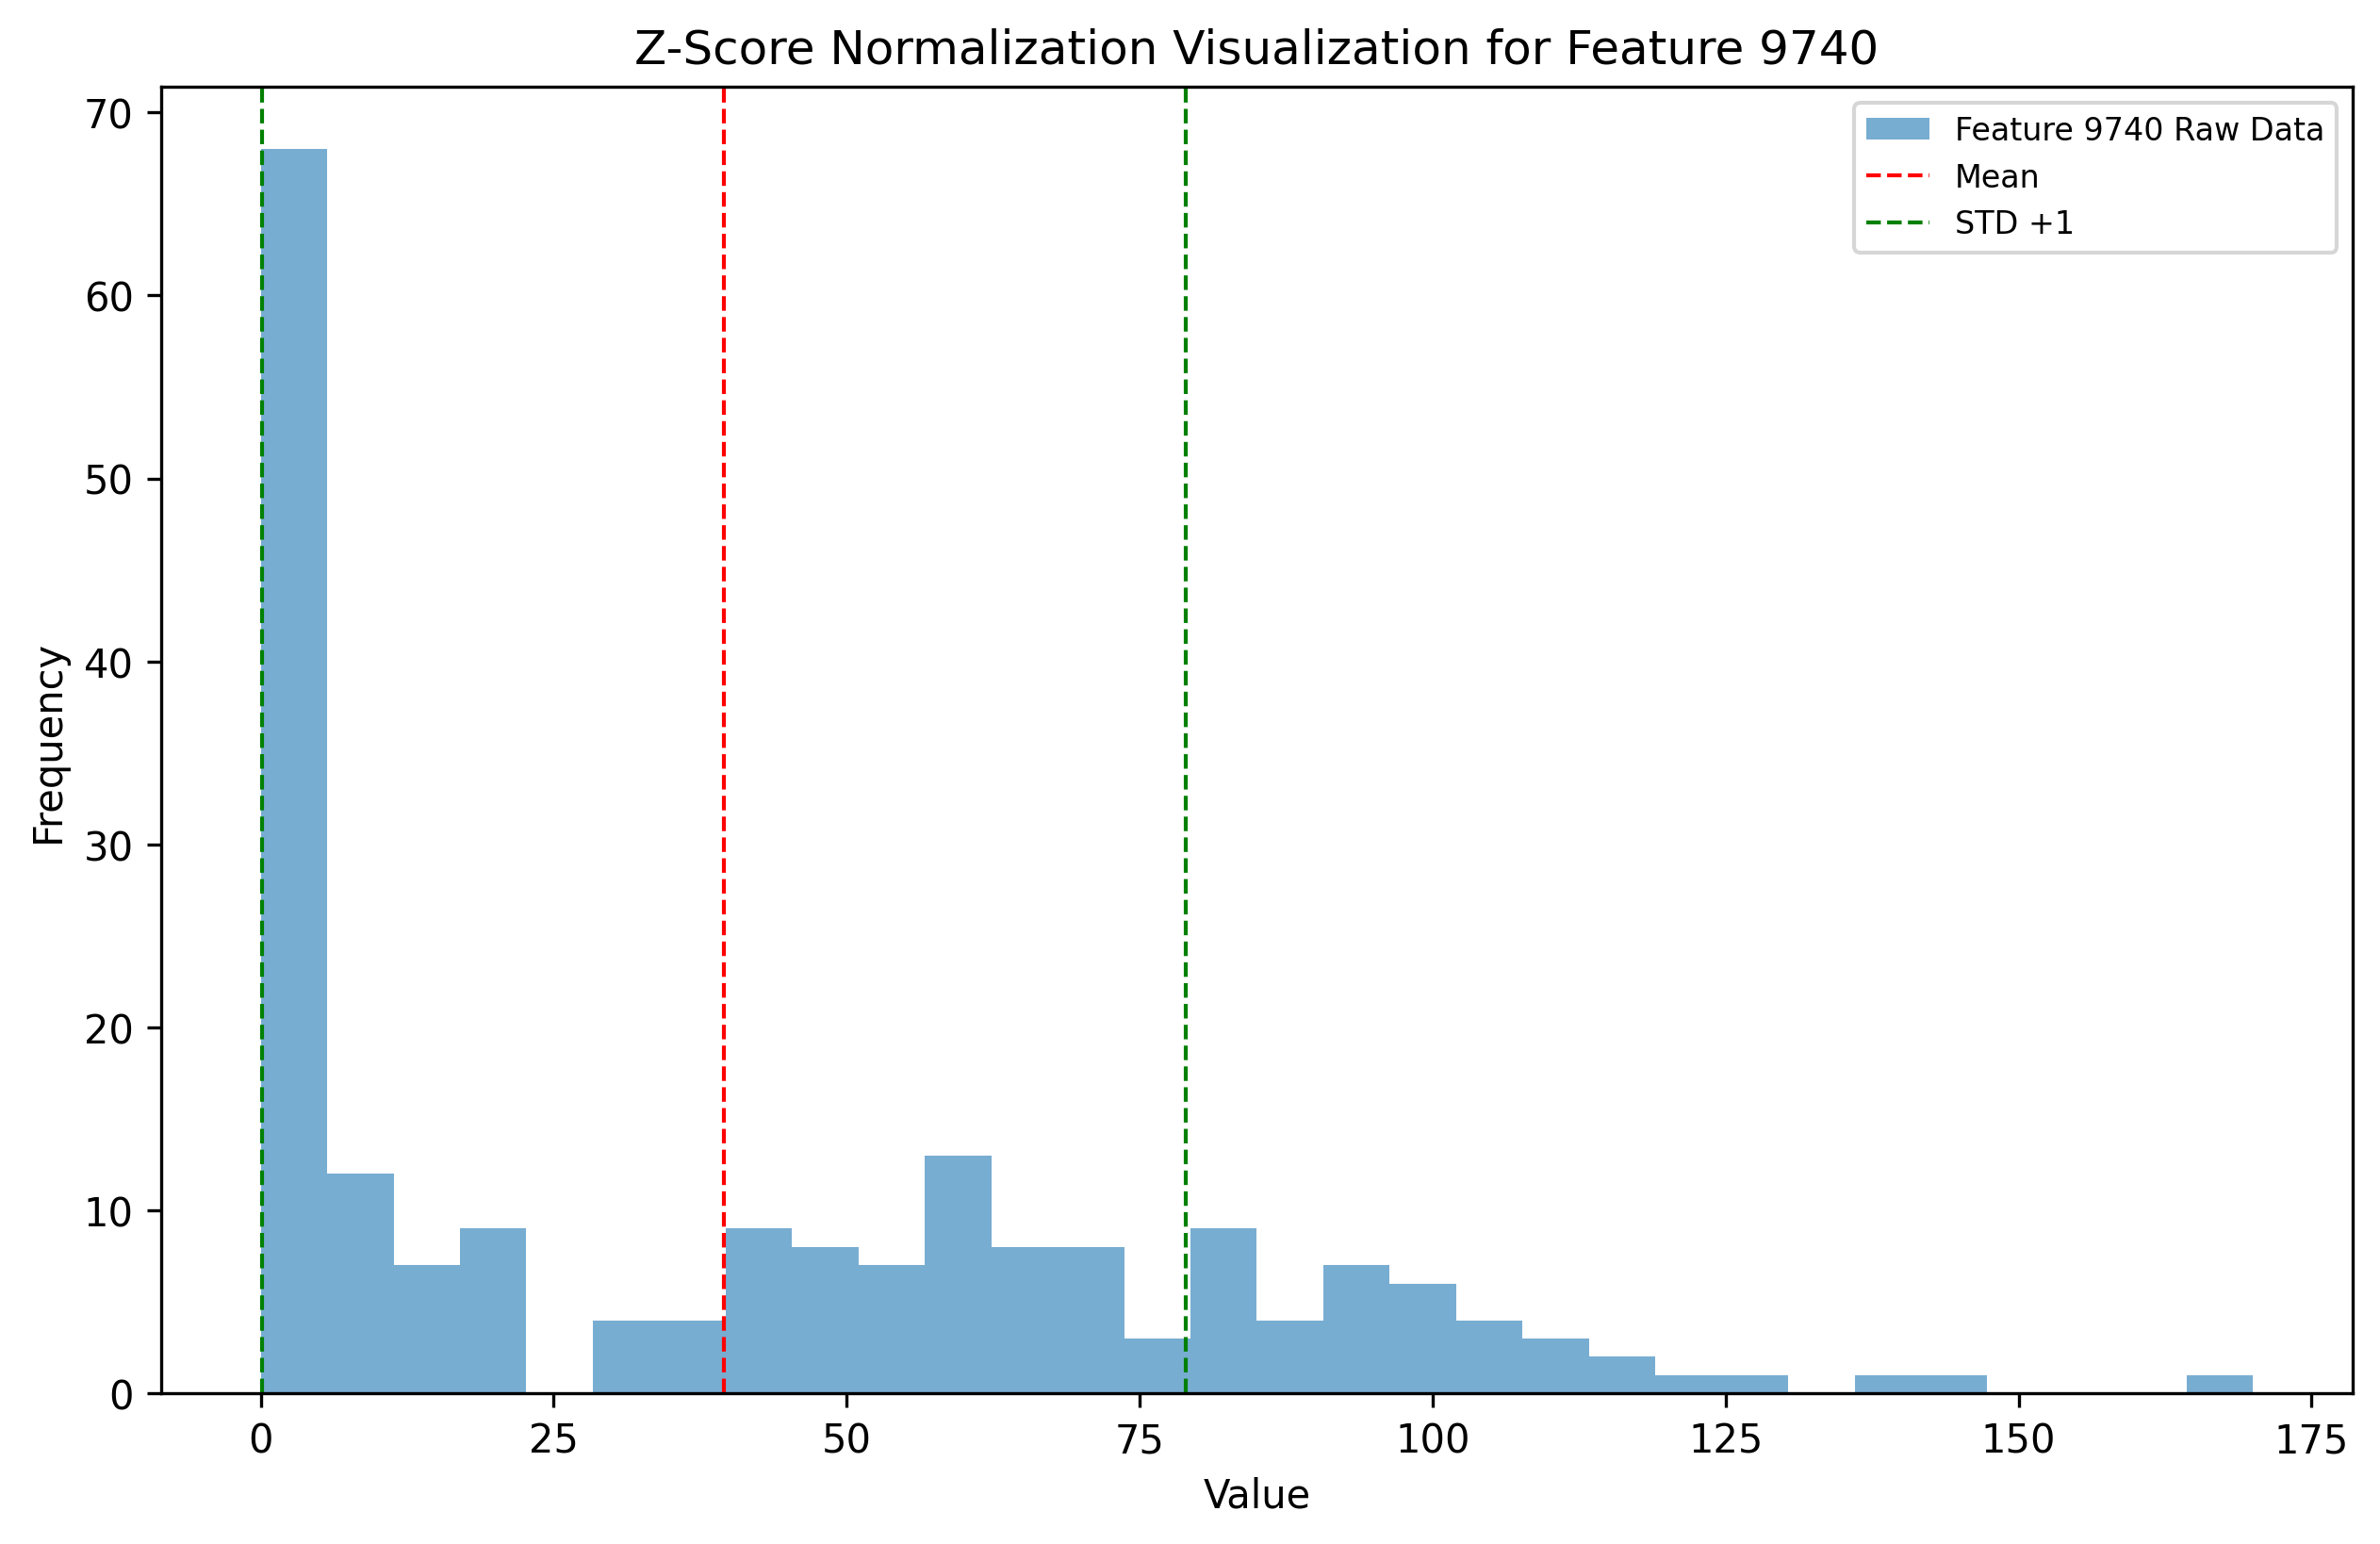 Z-Score Normalization Visualization for Feature 9740
Feature 9740 Raw Data
Mean
STD +1
70
60
50
40
30
20
10
0
Frequency
0 25 50 75 100 125 150 175
Value